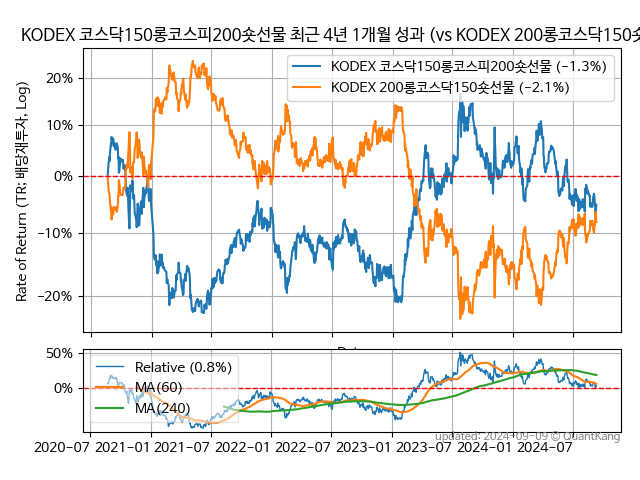 KODEX 코스닥150롱코스피200숏선물 최근 4년 1개월 성과 (vs KODEX 200롱코스닥150숏
KODEX 코스닥150롱코스피200숏선물 (−1.3%)
KODEX 200롱코스닥150숏선물 (−2.1%)
20%
10%
0%
−10%
−20%
Rate of Return (TR: 배당재투자, Log)
50%
0%
Relative (0.8%)
MA(60)
MA(240)
updated: 2024-09-09 © QuantKang
2020-07 2021-01 2021-07 2022-01 2022-07 2023-01 2023-07 2024-01 2024-07